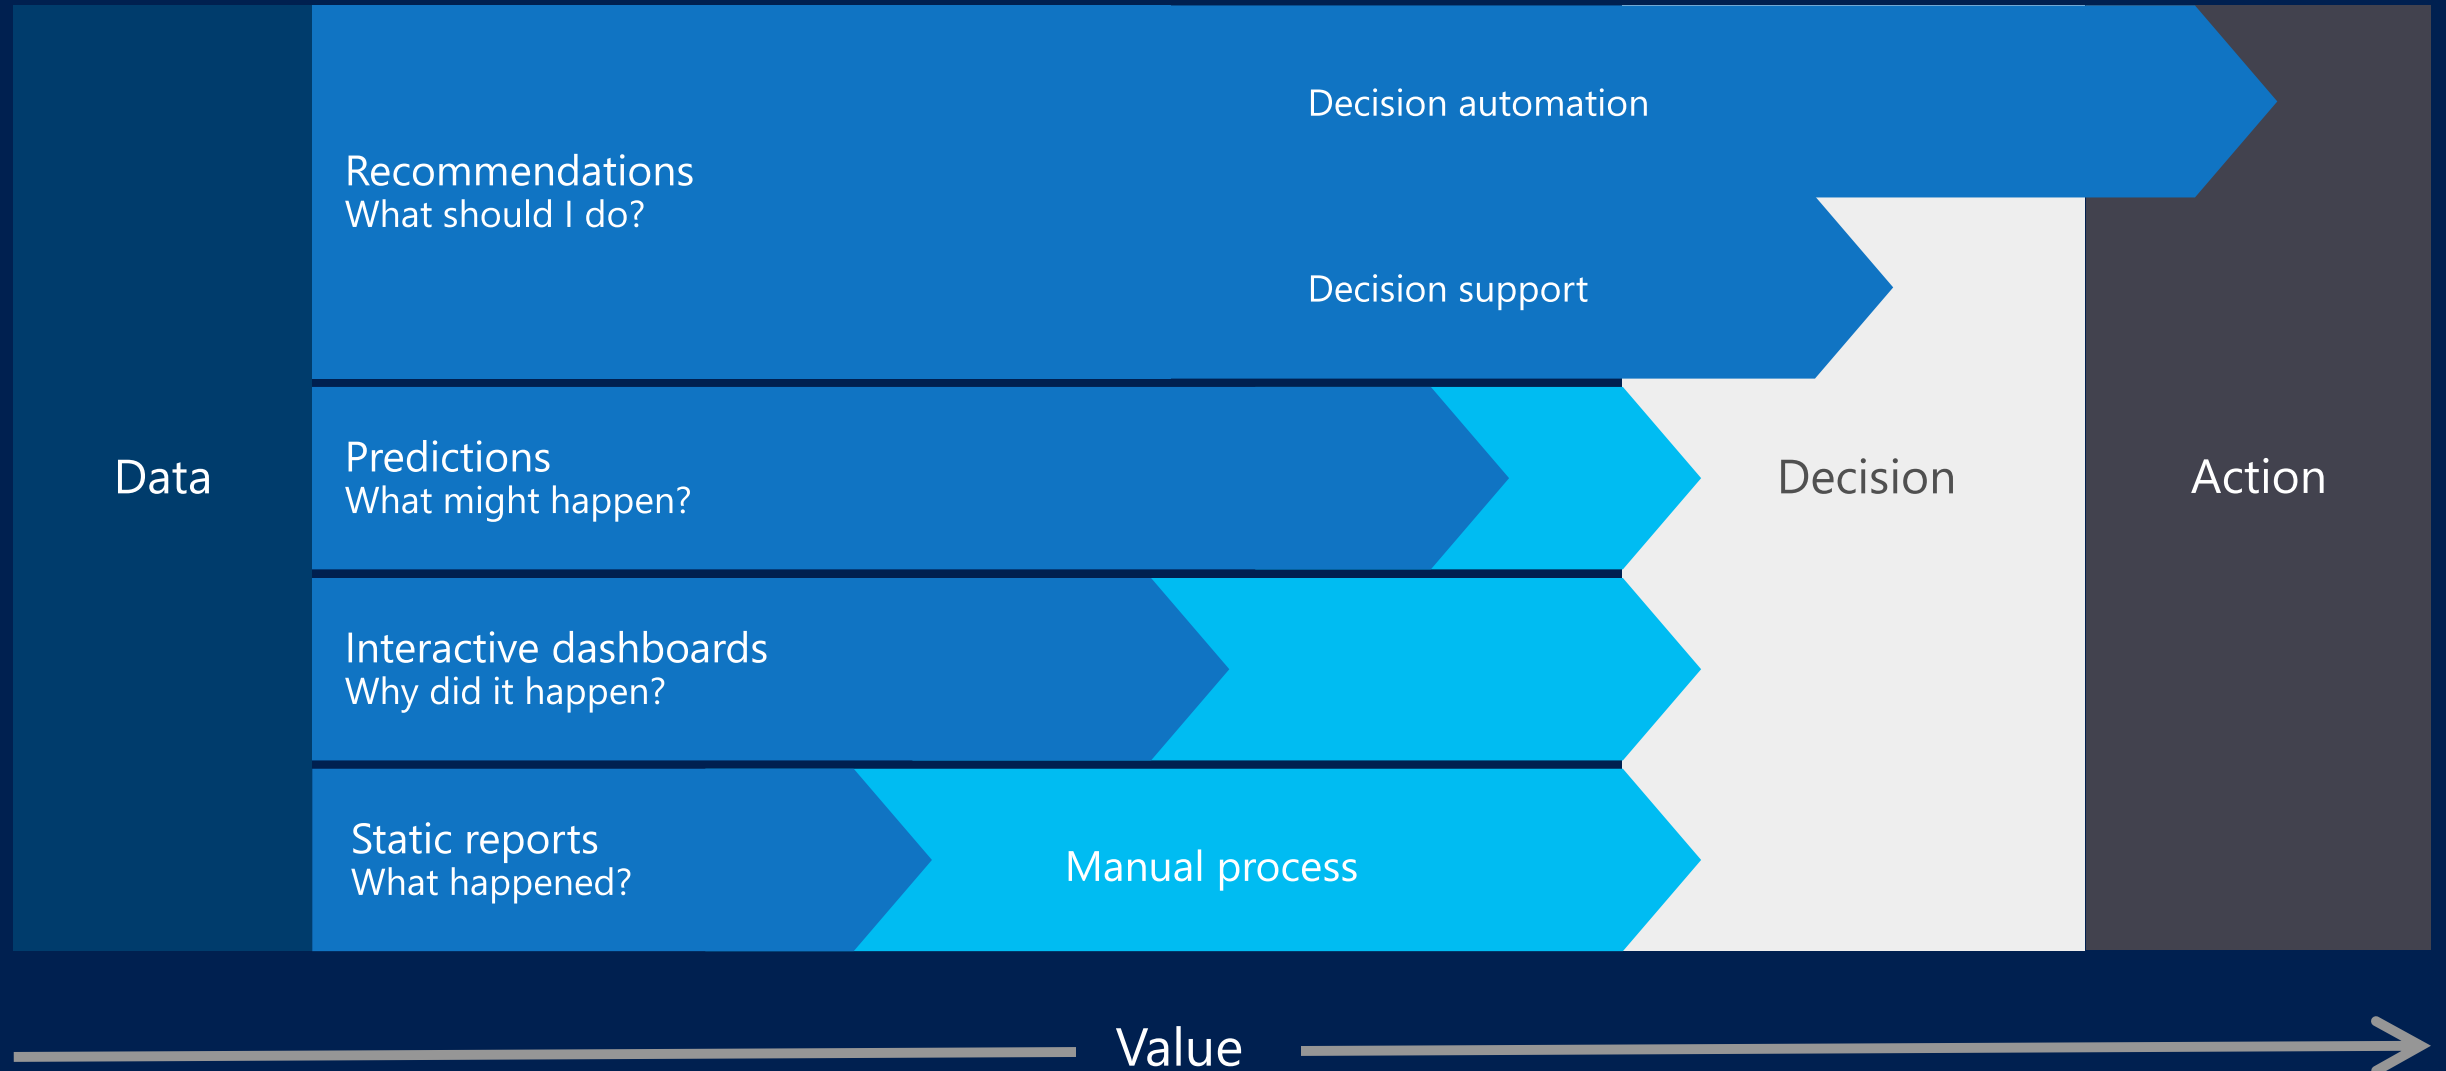 Data
Recommendations
What should I do?
Decision automation
Decision support
Predictions
What might happen?
Interactive dashboards
Why did it happen?
Static reports
What happened?
Manual process
Decision
Action
Value